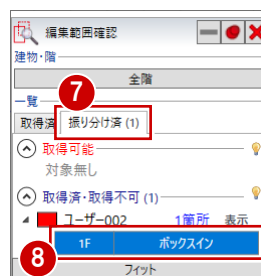 編集範囲確認
建物・階
全階
一覧
7
取得済
振り分け済 (1)
取得可能
対象無し
取得済・取得不可 (1)
ユーザー002 1箇所 表示
8
1F ボックスイン
フィット